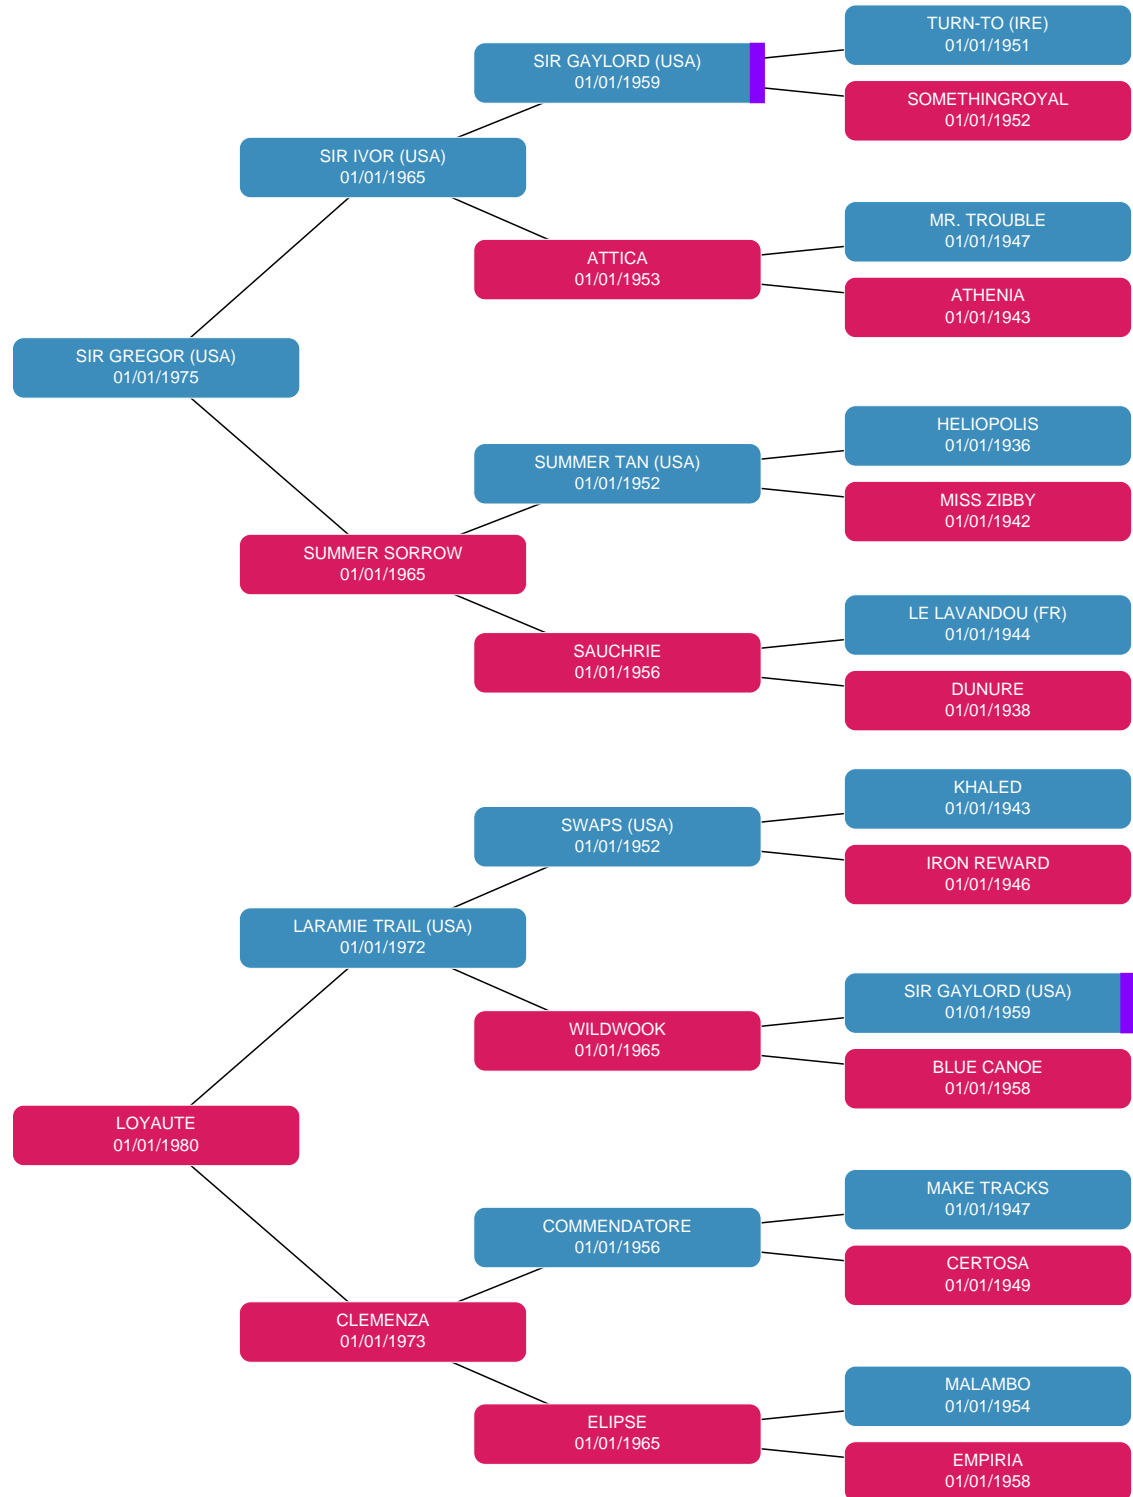 TURN-TO (IRE)
01/01/1951
SIR GAYLORD (USA)
01/01/1959
SOMETHINGROYAL
01/01/1952
SIR IVOR (USA)
01/01/1965
MR. TROUBLE
01/01/1947
ATTICA
01/01/1953
ATHENIA
01/01/1943
SIR GREGOR (USA)
01/01/1975
HELIOPOLIS
01/01/1936
SUMMER TAN (USA)
01/01/1952
MISS ZIBBY
01/01/1942
SUMMER SORROW
01/01/1965
LE LAVANDOU (FR)
01/01/1944
SAUCHRIE
01/01/1956
DUNURE
01/01/1938
KHALED
01/01/1943
SWAPS (USA)
01/01/1952
IRON REWARD
01/01/1946
LARAMIE TRAIL (USA)
01/01/1972
SIR GAYLORD (USA)
01/01/1959
WILDWOOK
01/01/1965
BLUE CANOE
01/01/1958
LOYAUTE
01/01/1980
MAKE TRACKS
01/01/1947
COMMENDATORE
01/01/1956
CERTOSA
01/01/1949
CLEMENZA
01/01/1973
MALAMBO
01/01/1954
ELIPSE
01/01/1965
EMPIRIA
01/01/1958